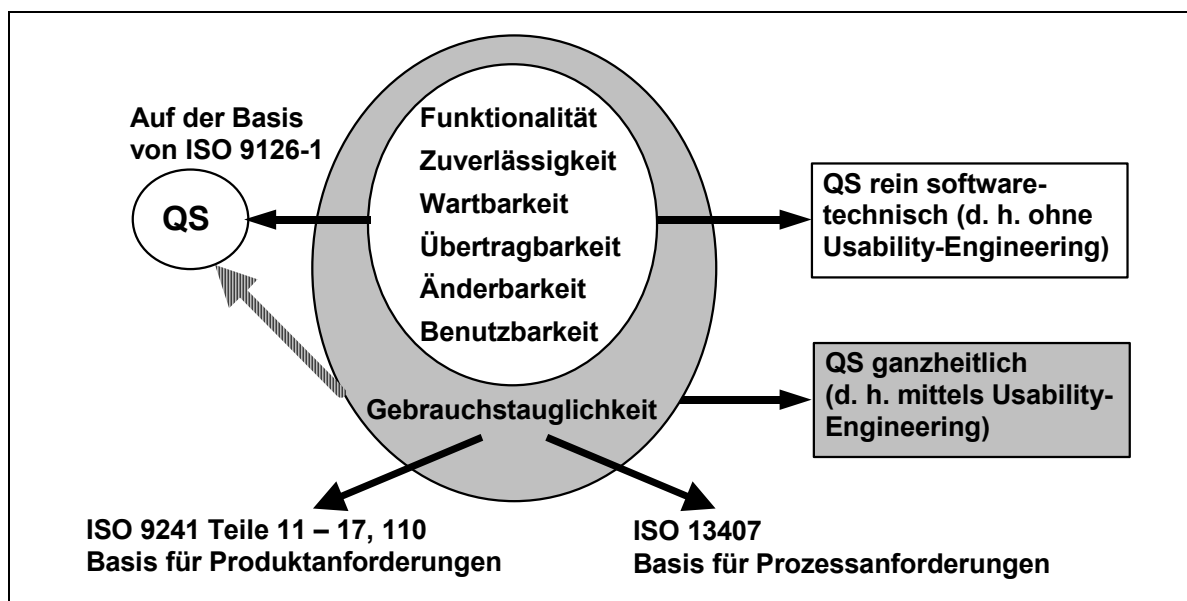 Auf der Basis
von ISO 9126-1
QS
Funktionalität
Zuverlässigkeit
Wartbarkeit
Übertragbarkeit
Änderbarkeit
Benutzbarkeit
Gebrauchstauglichkeit
QS rein software-
technisch (d. h. ohne
Usability-Engineering)
QS ganzheitlich
(d. h. mittels Usability-
Engineering)
ISO 9241 Teile 11 – 17, 110
Basis für Produktanforderungen
ISO 13407
Basis für Prozessanforderungen